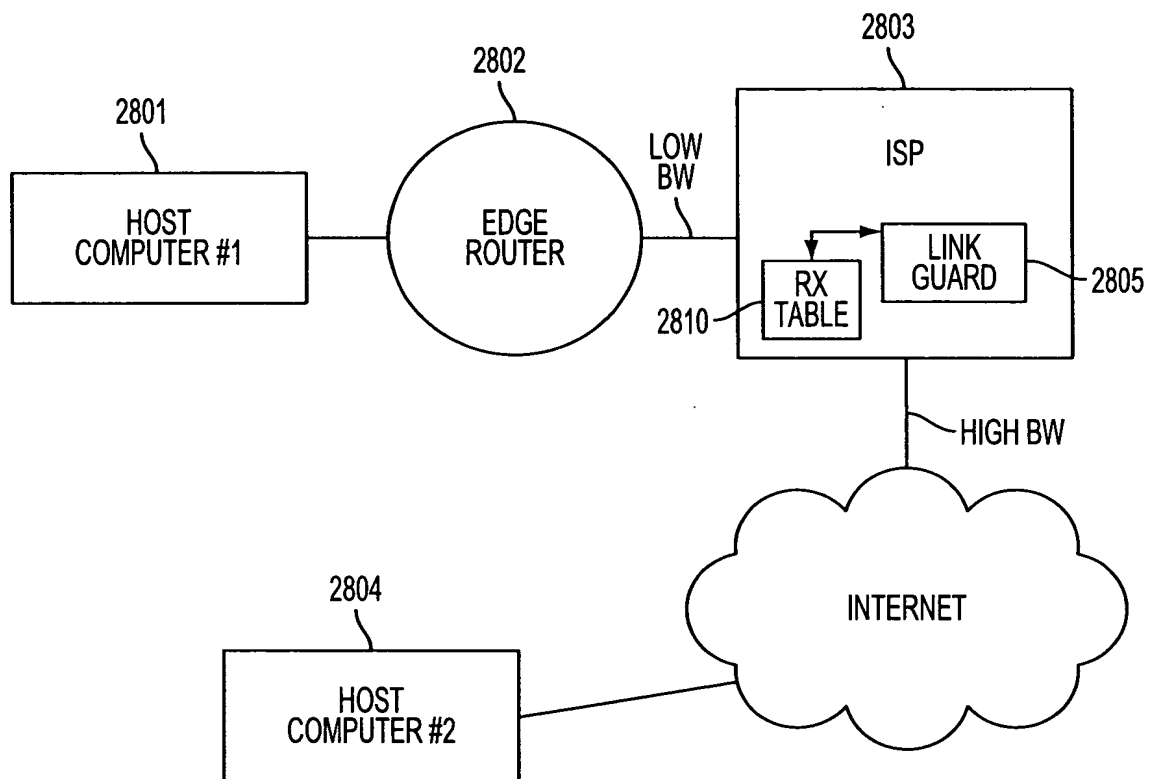 2803
2802
2801
LOW
BW
ISP
HOST
COMPUTER #1
EDGE
ROUTER
LINK
GUARD
2805
RX
TABLE
2810
HIGH BW
2804
INTERNET
HOST
COMPUTER #2